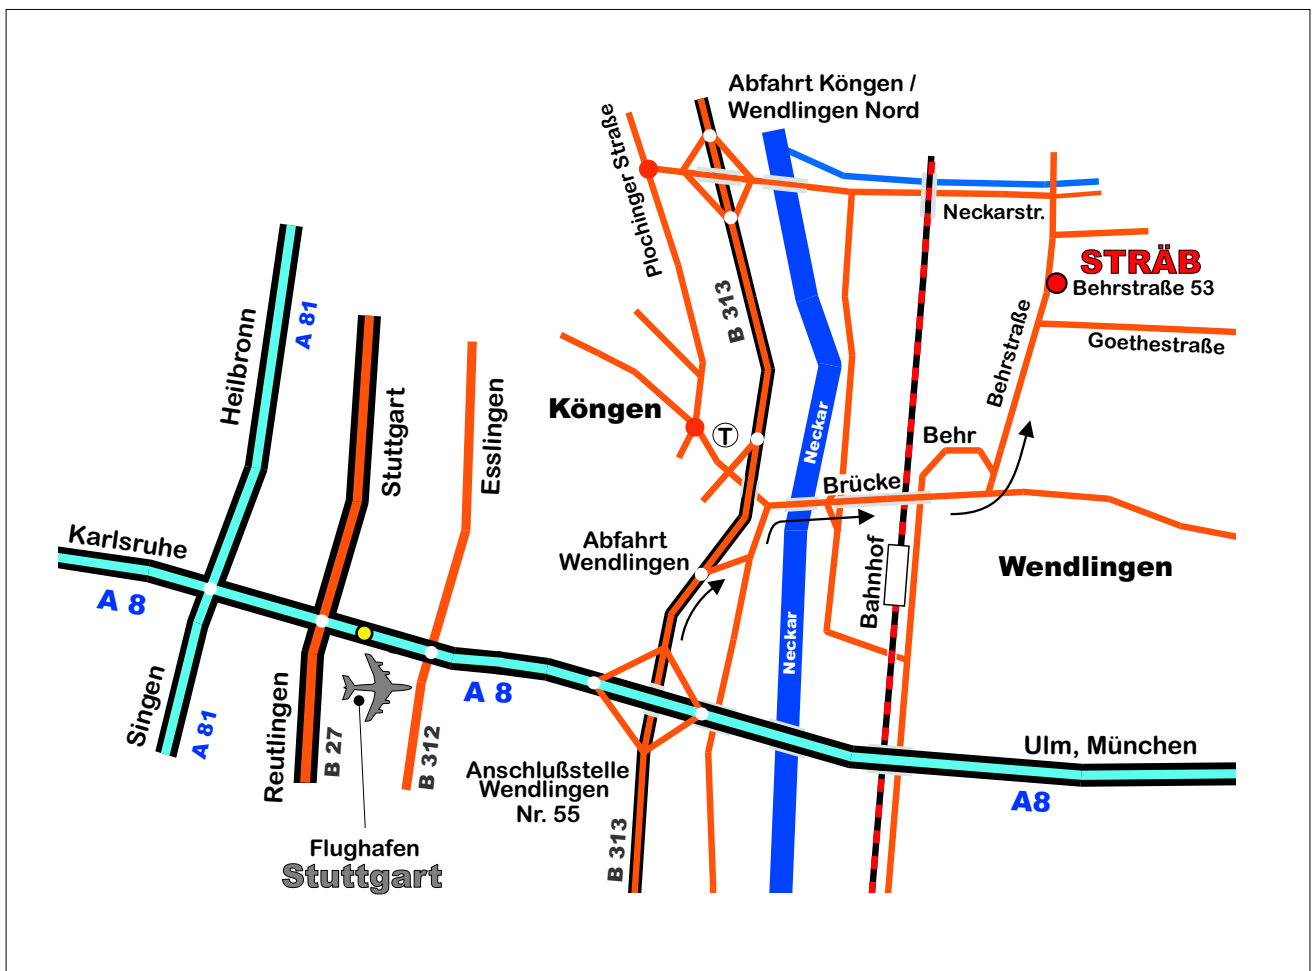 Abfahrt Köngen /
Wendlingen Nord
Plochinger Straße
Neckarstr.
STRÄB
Behrstraße 53
Goethestraße
Behrstraße
B 313
A 81
Heilbronn
Stuttgart
Esslingen
Köngen
T
Neckar
Behr
Brücke
Karlsruhe
A 8
Abfahrt
Wendlingen
Bahnhof
Wendlingen
Neckar
Singen
A 81
Reutlingen
B 27
B 312
A 8
Anschlußstelle
Wendlingen
Nr. 55
B 313
Ulm, München
A8
Flughafen
Stuttgart